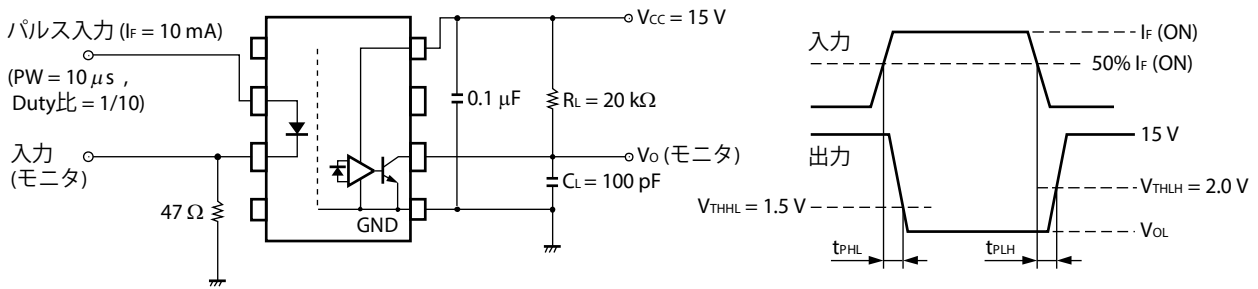 パルス入力 (IF = 10 mA)
(PW = 10 μs ,
Duty比 = 1/10)
入力
(モニタ)
47 Ω
GND
VCC = 15 V
0.1 μF
RL = 20 kΩ
VO (モニタ)
CL = 100 pF
入力
IF (ON)
50% IF (ON)
出力
15 V
VTHHL = 1.5 V
VTHLH = 2.0 V
VOL
tPHL
tPLH